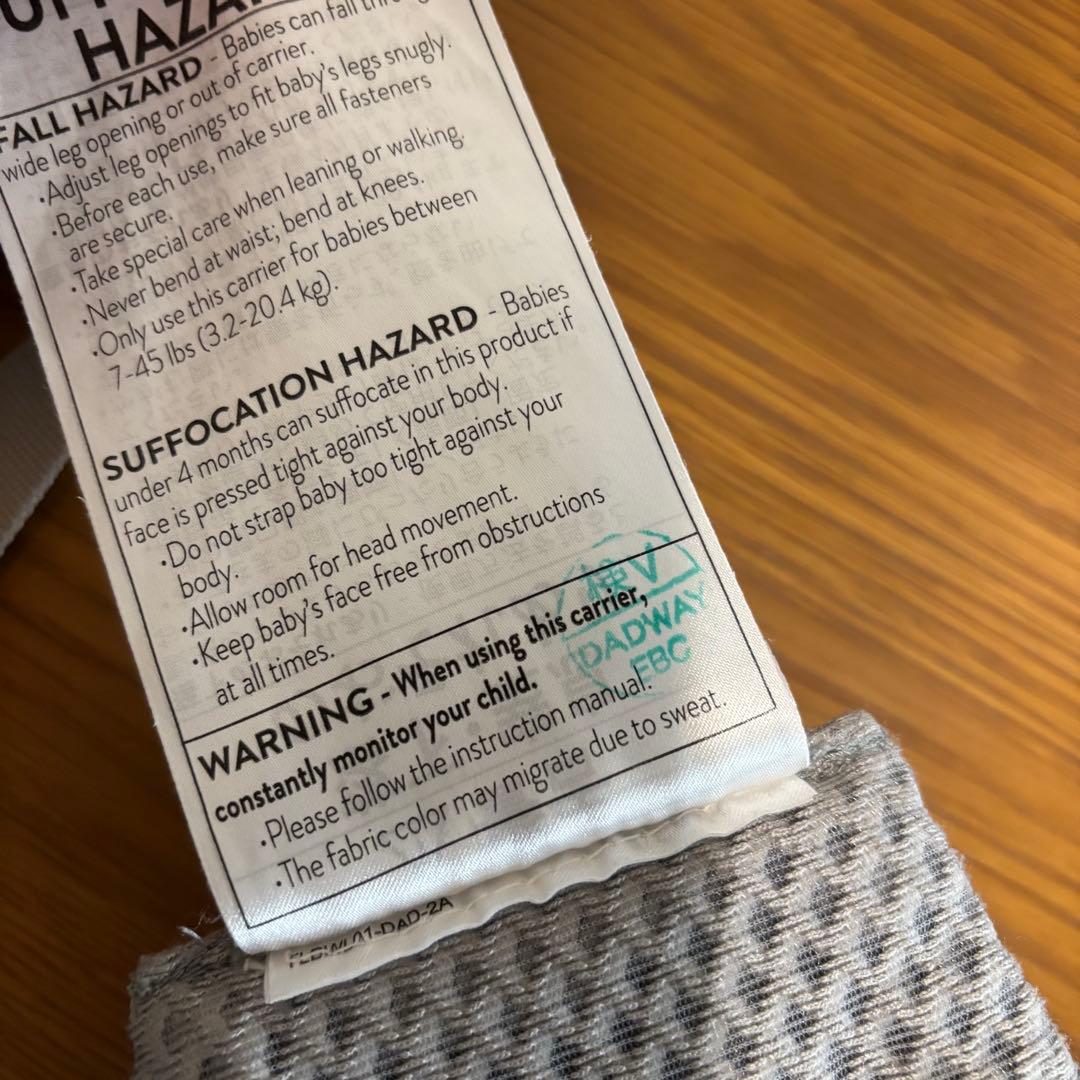 HAZA
FALL HAZARD - Babies can fall
wide leg opening or out of carrier.
•Adjust leg openings to fit baby's legs snugly.
•Before each use, make sure all fasteners
are secure.
•Take special care when leaning or walking.
•Never bend at waist; bend at knees.
•Only use this carrier for babies between
7-45 lbs (3.2-20.4 kg).
SUFFOCATION HAZARD - Babies
under 4 months can suffocate in this product if
face is pressed tight against your body.
•Do not strap baby too tight against your
body.
•Allow room for head movement.
•Keep baby's face free from obstructions
at all times.
検V
DADWAY
EBC
WARNING - When using this carrier,
constantly monitor your child.
•Please follow the instruction manual.
•The fabric color may migrate due to sweat.